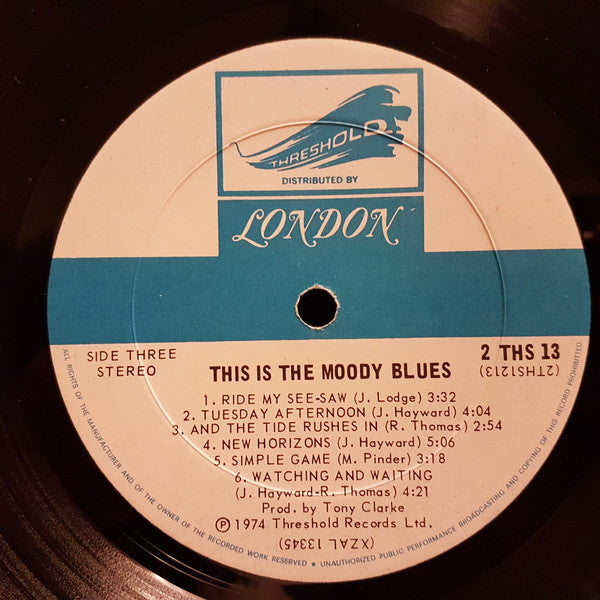 THRESHOLD
DISTRIBUTED BY
LONDON
SIDE THREE
STEREO
THIS IS THE MOODY BLUES
2 THS 13
(2THS1213)
1. RIDE MY SEE-SAW (J. Lodge) 3:32
2. TUESDAY AFTERNOON (J. Hayward) 4:04
3. AND THE TIDE RUSHES IN (R. Thomas) 2:54
4. NEW HORIZONS (J. Hayward) 5:06
5. SIMPLE GAME (M. Pinder) 3:18
6. WATCHING AND WAITING
(J. Hayward-R. Thomas) 4:21
Prod. by Tony Clarke
℗ 1974 Threshold Records Ltd.
(XZAL 13345)
ALL RIGHTS OF THE MANUFACTURER AND OF THE OWNER OF THE RECORDED WORK RESERVED • UNAUTHORIZED PUBLIC PERFORMANCE BROADCASTING AND COPYING OF THIS RECORD PROHIBITED.